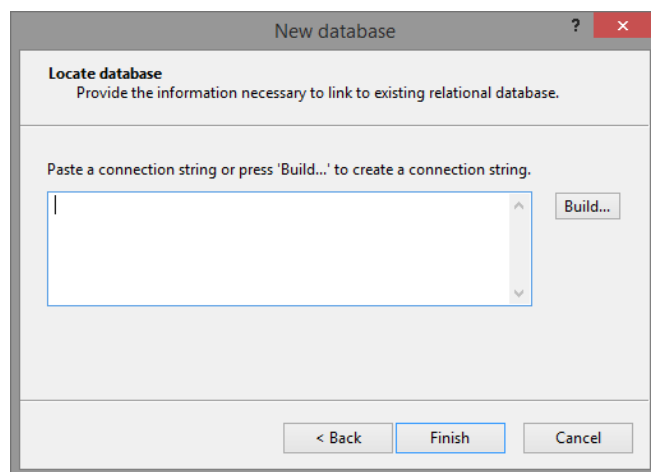 New database
?
×
Locate database
Provide the information necessary to link to existing relational database.
Paste a connection string or press 'Build...' to create a connection string.
Build...
< Back
Finish
Cancel